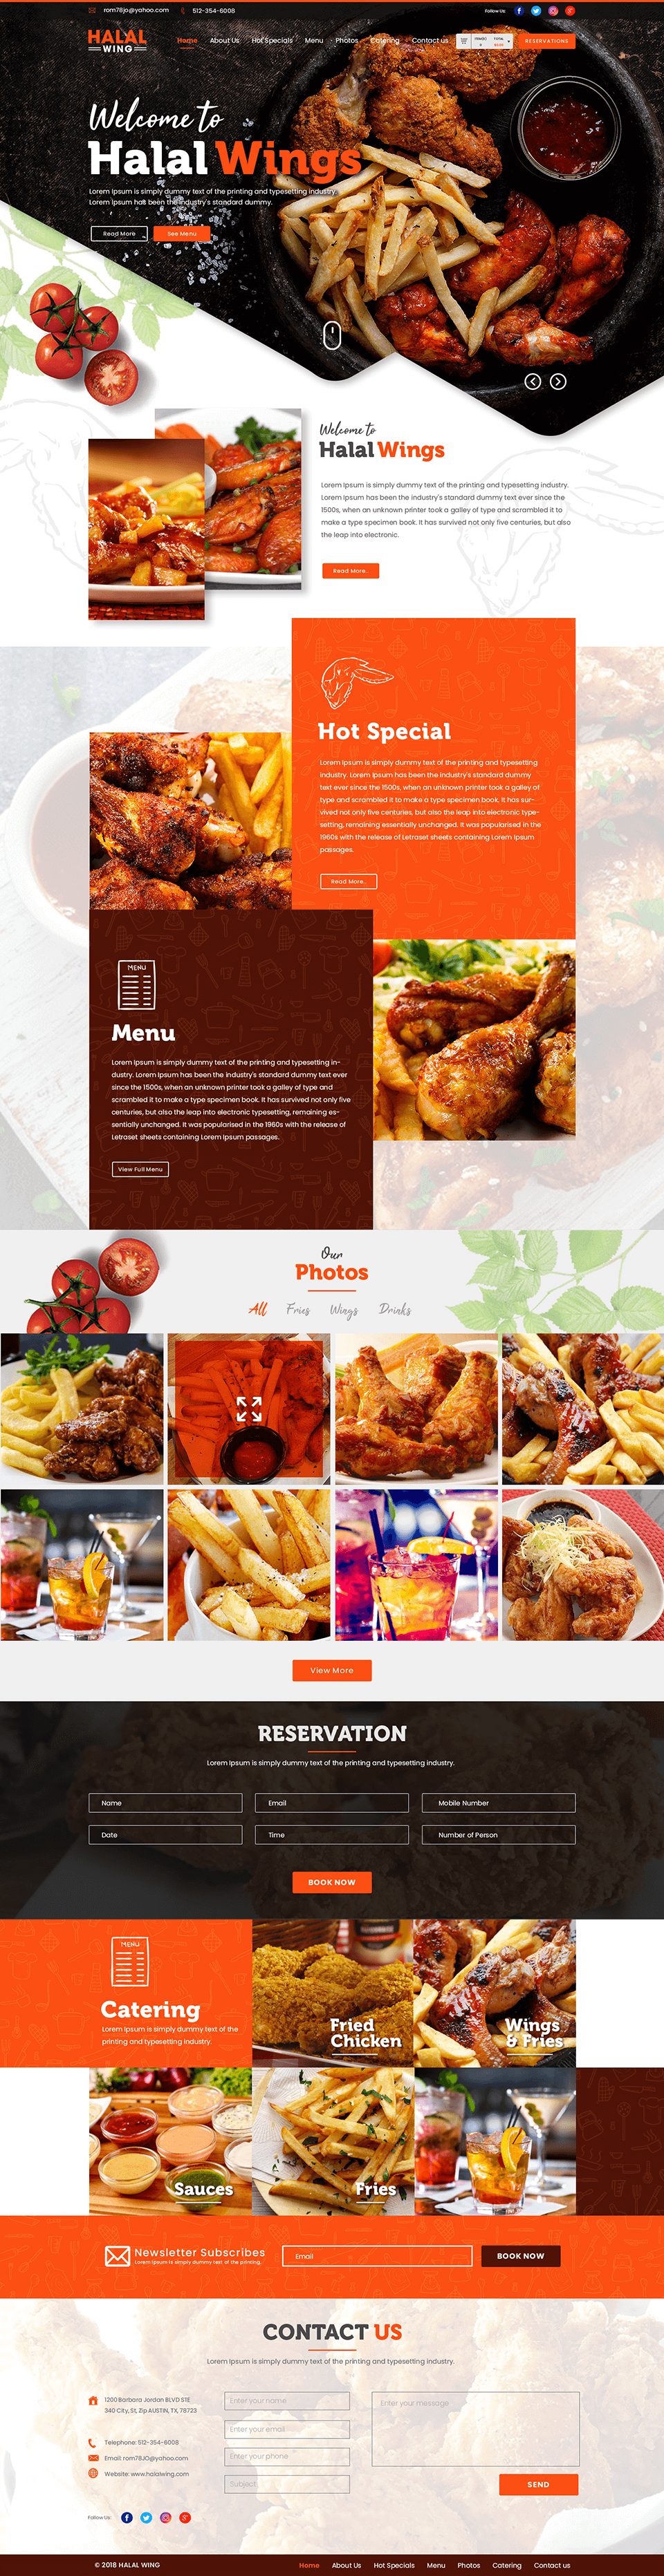 rom78jo@yahoo.com 512-354-6008 Follow Us:
HALAL
WING
Home About Us Hot Specials Menu Photos Catering Contact us
ITEM(S) TOTAL
0 $0.00
RESERVATIONS
Welcome to
Halal Wings
Lorem Ipsum is simply dummy text of the printing and typesetting industry.
Lorem Ipsum has been the industry's standard dummy.
Read More See Menu
Welcome to
Halal Wings
Lorem Ipsum is simply dummy text of the printing and typesetting industry.
Lorem Ipsum has been the industry's standard dummy text ever since the
1500s, when an unknown printer took a galley of type and scrambled it to
make a type specimen book. It has survived not only five centuries, but also
the leap into electronic.
Read More..
Hot Special
Lorem Ipsum is simply dummy text of the printing and typesetting
industry. Lorem Ipsum has been the industry's standard dummy
text ever since the 1500s, when an unknown printer took a galley of
type and scrambled it to make a type specimen book. It has sur-
vived not only five centuries, but also the leap into electronic type-
setting, remaining essentially unchanged. It was popularised in the
1960s with the release of Letraset sheets containing Lorem Ipsum
passages.
Read More..
MENU
Menu
Lorem Ipsum is simply dummy text of the printing and typesetting in-
dustry. Lorem Ipsum has been the industry's standard dummy text ever
since the 1500s, when an unknown printer took a galley of type and
scrambled it to make a type specimen book. It has survived not only five
centuries, but also the leap into electronic typesetting, remaining es-
sentially unchanged. It was popularised in the 1960s with the release of
Letraset sheets containing Lorem Ipsum passages.
View Full Menu
Our
Photos
All Fries Wings Drinks
View More
RESERVATION
Lorem Ipsum is simply dummy text of the printing and typesetting industry.
Name Email Mobile Number
Date Time Number of Person
BOOK NOW
MENU
Catering
Lorem Ipsum is simply dummy text of the
printing and typesetting industry.
Fried
Chicken
Wings
& Fries
Sauces
Fries
Newsletter Subscribes
Lorem Ipsum is simply dummy text of the printing.
Email
BOOK NOW
CONTACT US
Lorem Ipsum is simply dummy text of the printing and typesetting industry.
1200 Barbara Jordan BLVD STE
340 City, St, Zip AUSTIN, TX, 78723
Telephone: 512-354-6008
Email: rom78JO@yahoo.com
Website: www.halalwing.com
Follow Us:
Enter your name
Enter your email
Enter your phone
Subject
Enter your message
SEND
© 2018 HALAL WING
Home About Us Hot Specials Menu Photos Catering Contact us